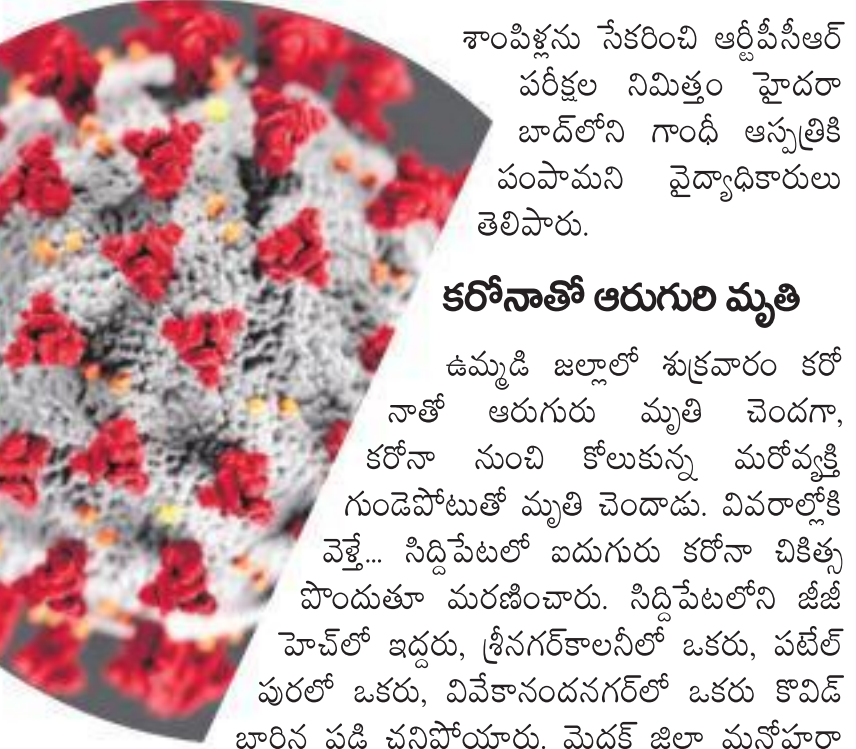 శాంపిళ్లను సేకరించి ఆర్టీపీసీఆర్
పరీక్షల నిమిత్తం హైదరా
బాద్‌లోని గాంధీ ఆస్పత్రికి
పంపామని వైద్యాధికారులు
తెలిపారు.
కరోనాతో ఆరుగురి మృతి
ఉమ్మడి జల్లాలో శుక్రవారం కరో
నాతో ఆరుగురు మృతి చెందగా,
కరోనా నుంచి కోలుకున్న మరోవ్యక్తి
గుండెపోటుతో మృతి చెందాడు. వివరాల్లోకి
వెళ్తే... సిద్దిపేటలో ఐదుగురు కరోనా చికిత్స
పొందుతూ మరణించారు. సిద్దిపేటలోని జీజీ
హెచ్‌లో ఇద్దరు, శ్రీనగర్‌కాలనీలో ఒకరు, పటేల్
పురలో ఒకరు, వివేకానందనగర్‌లో ఒకరు కొవిడ్
బారిన పడి చనిపోయారు. మెదక్ జిల్లా మనోహరా